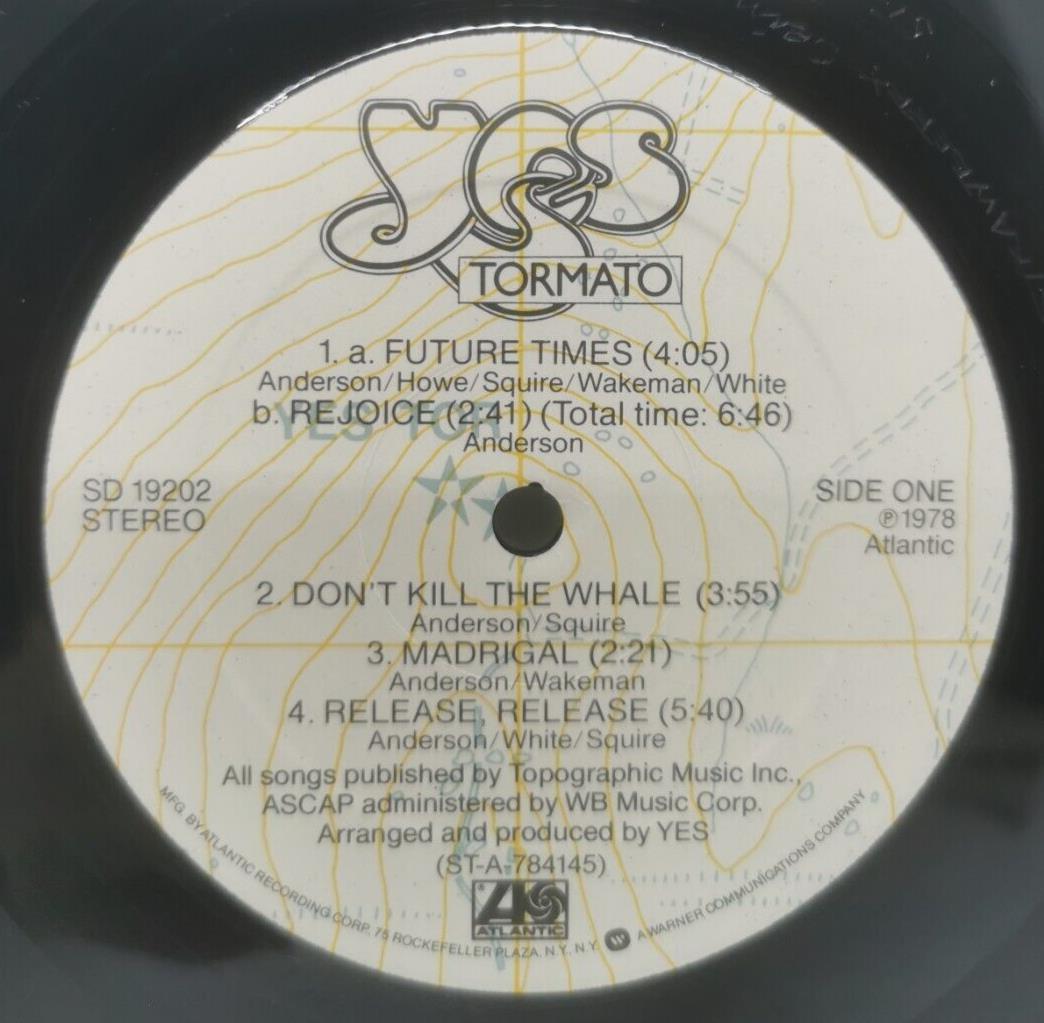 YES
TORMATO
1. a. FUTURE TIMES (4:05)
Anderson/Howe/Squire/Wakeman/White
b. REJOICE (2:41) (Total time: 6:46)
Anderson
YES TOR
SD 19202
STEREO
SIDE ONE
℗1978
Atlantic
2. DON'T KILL THE WHALE (3:55)
Anderson/Squire
3. MADRIGAL (2:21)
Anderson/Wakeman
4. RELEASE, RELEASE (5:40)
Anderson/White/Squire
All songs published by Topographic Music Inc.,
ASCAP administered by WB Music Corp.
Arranged and produced by YES
(ST-A-784145)
ATLANTIC
MFG. BY ATLANTIC RECORDING CORP. 75 ROCKEFELLER PLAZA, N.Y. N.Y. A WARNER COMMUNICATIONS COMPANY